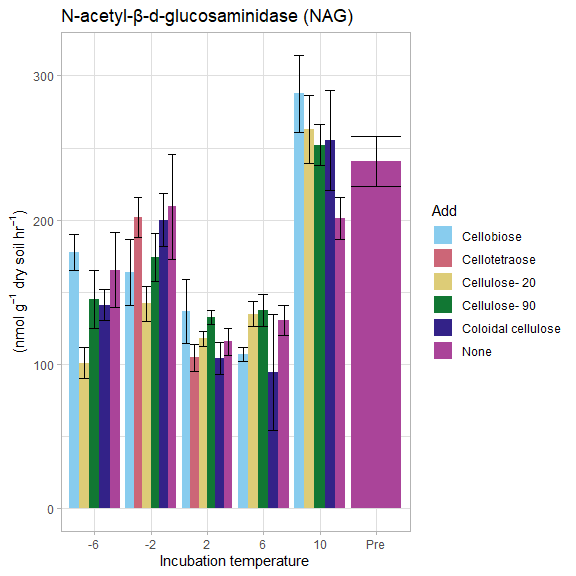 N-acetyl-β-d-glucosaminidase (NAG)
300
200
100
0
(nmol g⁻¹ dry soil hr⁻¹)
-6 -2 2 6 10 Pre
Incubation temperature
Add
Cellobiose
Cellotetraose
Cellulose- 20
Cellulose- 90
Coloidal cellulose
None